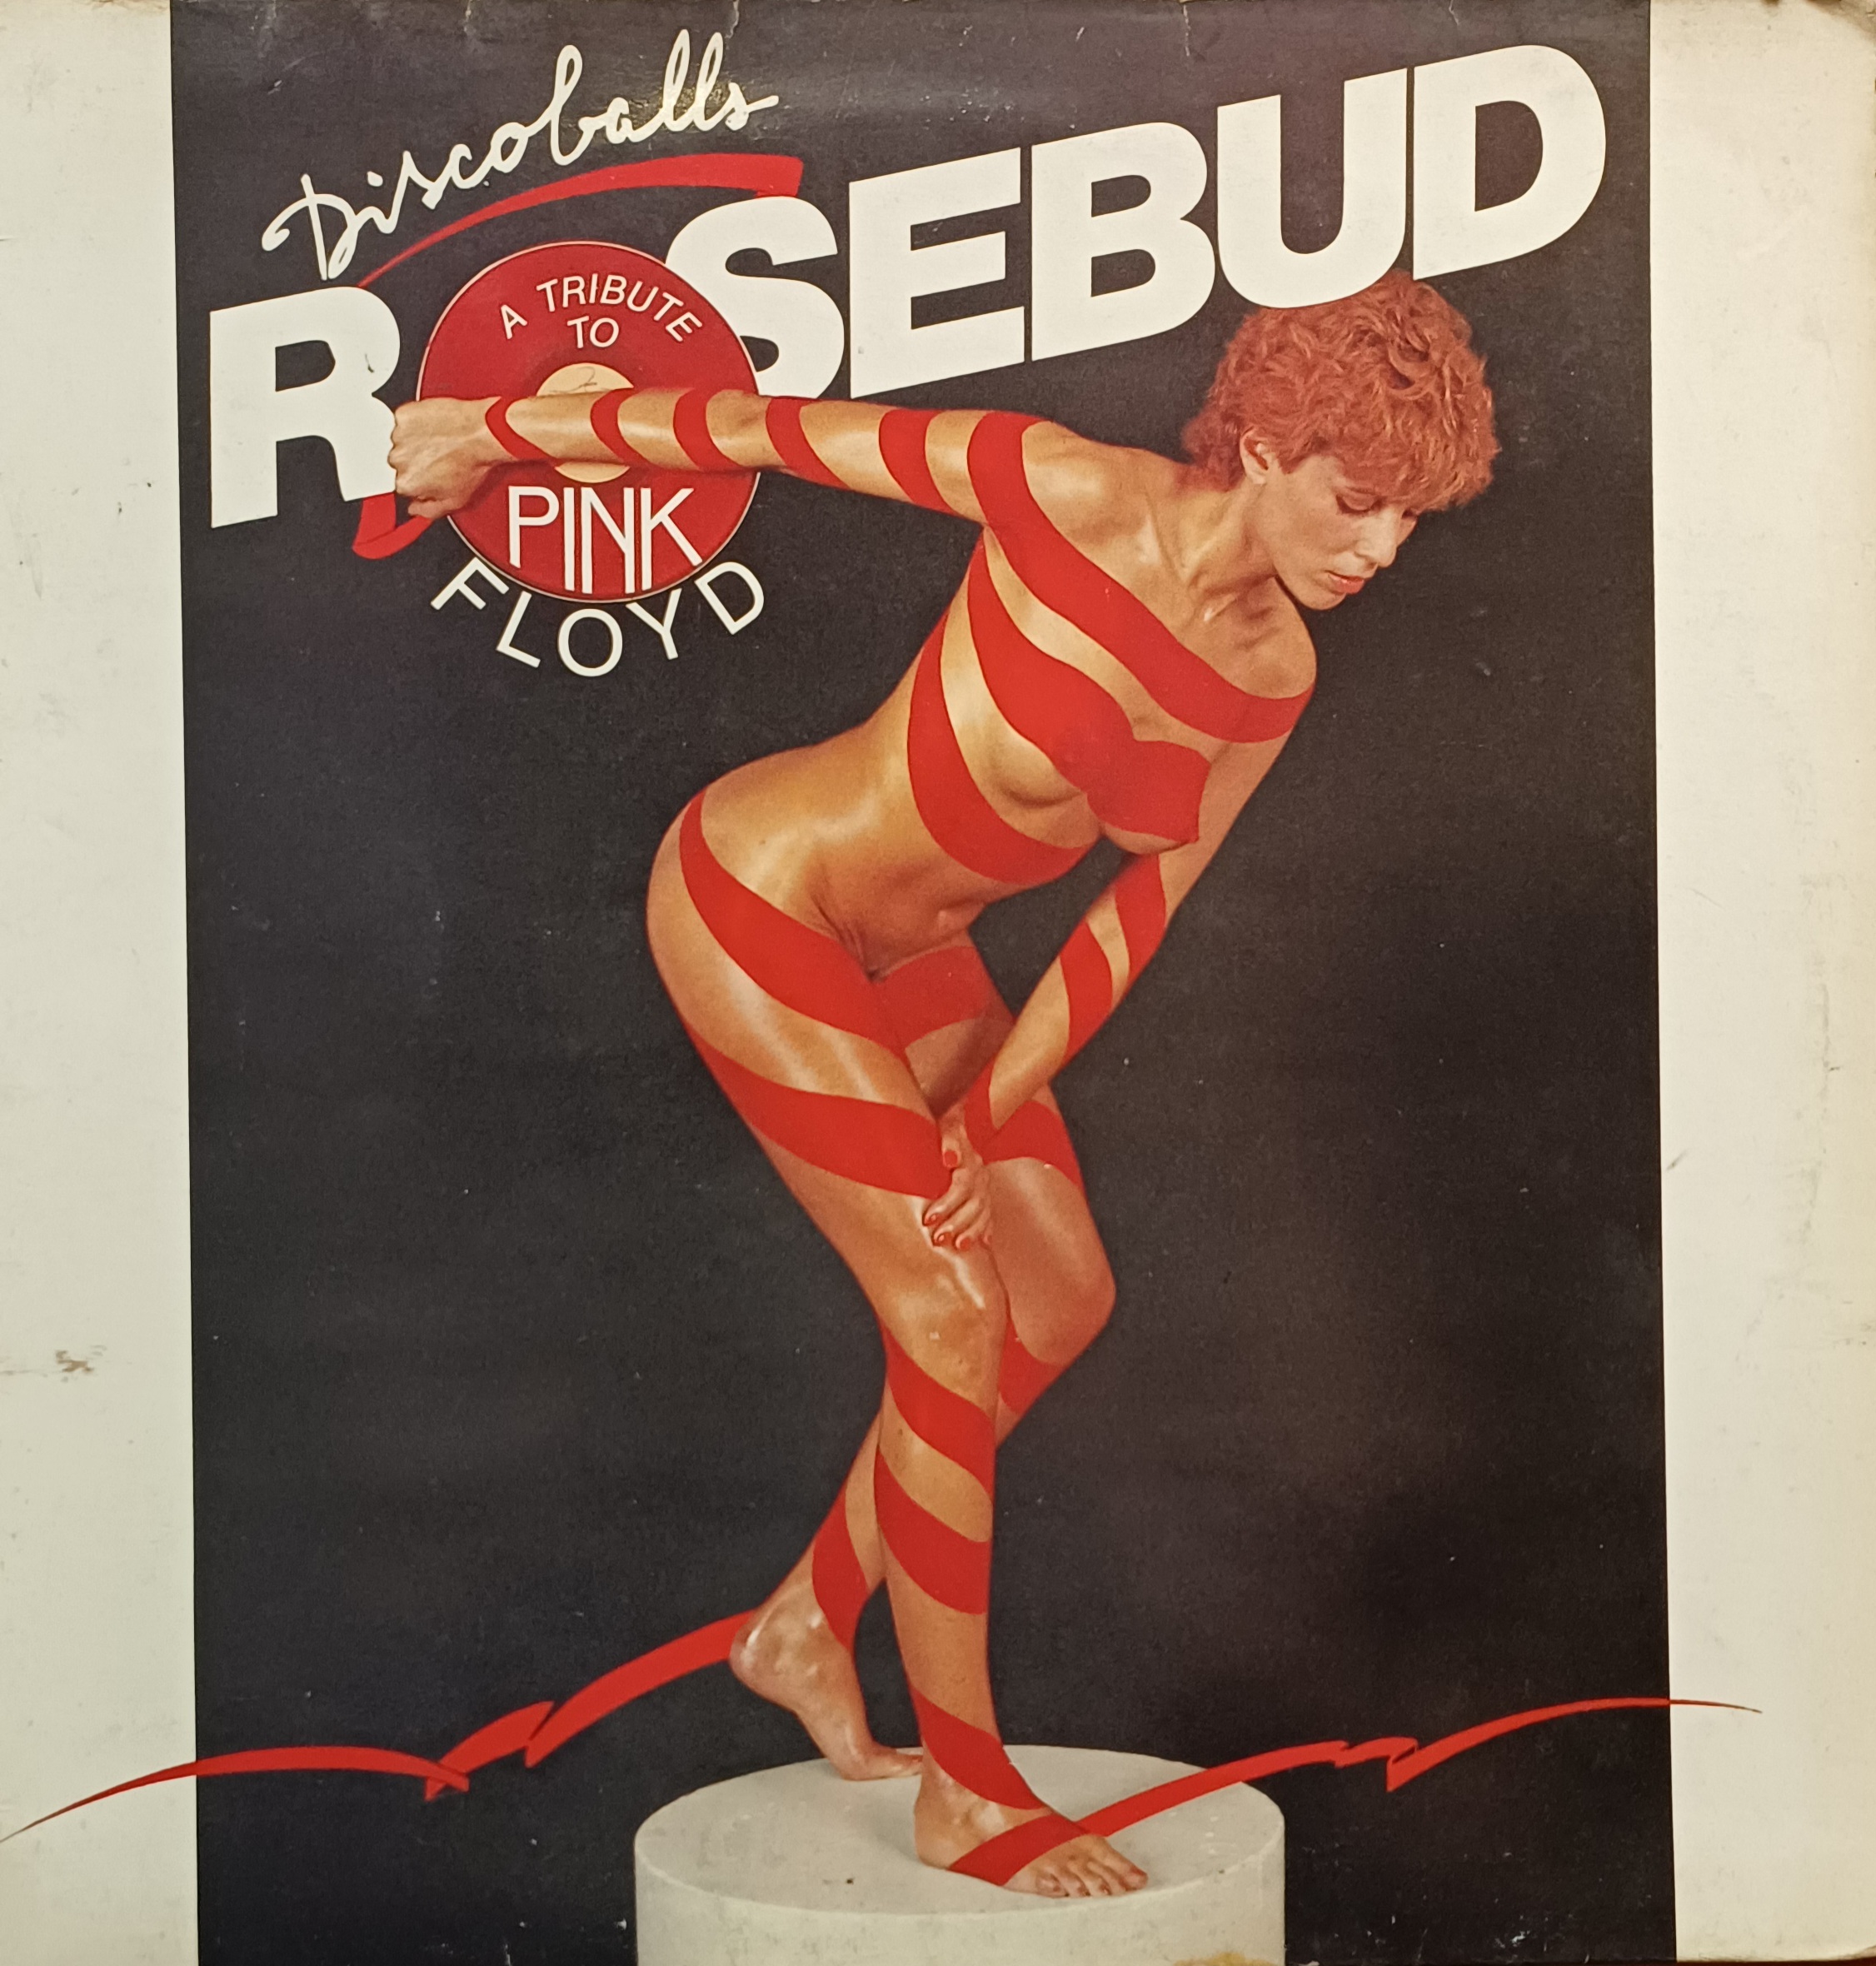 Discoballs
ROSEBUD
A TRIBUTE
TO
PINK
FLOYD